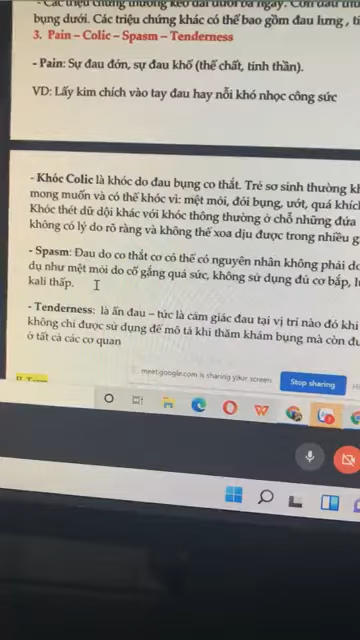 - Các triệu chứng thường kéo dài dưới ba ngày. Cơn đau
bụng dưới. Các triệu chứng khác có thể bao gồm đau lưng ,
3. Pain – Colic – Spasm – Tenderness
- Pain: Sự đau đớn, sự đau khổ (thể chất, tinh thần).
VD: Lấy kim chích vào tay đau hay nỗi khó nhọc công sức
- Khóc Colic là khóc do đau bụng co thắt. Trẻ sơ sinh thường
mong muốn và có thể khóc vì: mệt mỏi, đói bụng, ướt, quá khích
Khóc thét dữ dội khác với khóc thông thường ở chỗ những đứa
không có lý do rõ ràng và không thể xoa dịu được trong nhiều
- Spasm: Đau do co thắt cơ có thể có nguyên nhân không phải do
dụ như mệt mỏi do cố gắng quá sức, không sử dụng đủ cơ bắp,
kali thấp.
- Tenderness: là ấn đau – tức là cảm giác đau tại vị trí nào đó khi
không chỉ được sử dụng để mô tả khi thăm khám bụng mà còn
ở tất cả các cơ quan
meet.google.com is sharing your screen. Stop sharing